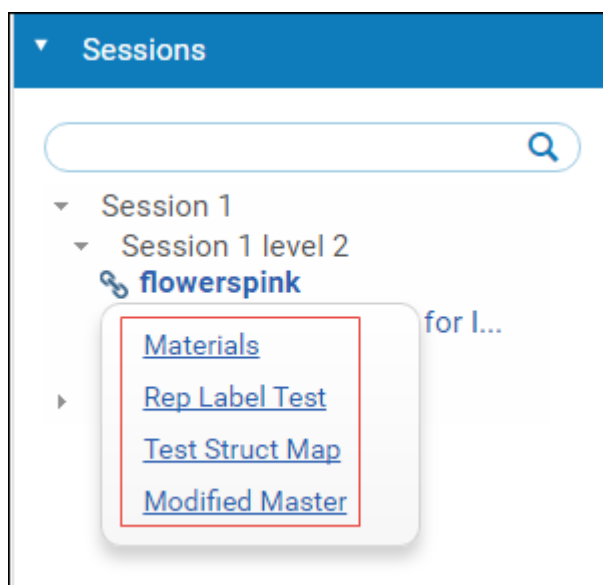 Sessions
Session 1
Session 1 level 2
flowerspink
for l...
Materials
Rep Label Test
Test Struct Map
Modified Master